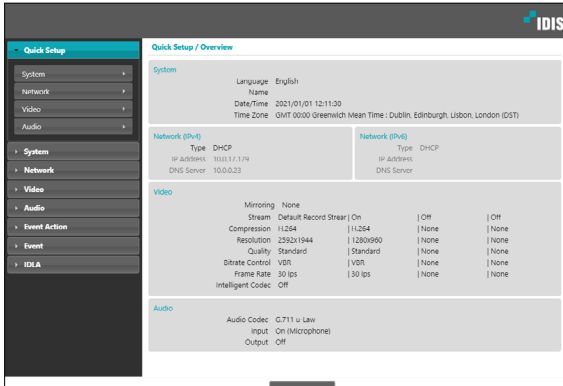 IDIS
Quick Setup
System
Network
Video
Audio
System
Network
Video
Audio
Event Action
Event
IDLA
Quick Setup / Overview
System
Language English
Name
Date/Time 2021/01/01 12:11:30
Time Zone GMT 00:00 Greenwich Mean Time : Dublin, Edinburgh, Lisbon, London (DST)
Network (IPv4)
Type DHCP
IP Address 10.0.17.179
DNS Server 10.0.0.23
Network (IPv6)
Type DHCP
IP Address
DNS Server
Video
Mirroring None
Stream Default Record Strear | On | Off | Off
Compression H.264 | H.264 | None | None
Resolution 2592x1944 | 1280x960 | None | None
Quality Standard | Standard | None | None
Bitrate Control VBR | VBR | None | None
Frame Rate 30 ips | 30 ips | None | None
Intelligent Codec Off
Audio
Audio Codec G.711 u-Law
Input On (Microphone)
Output Off